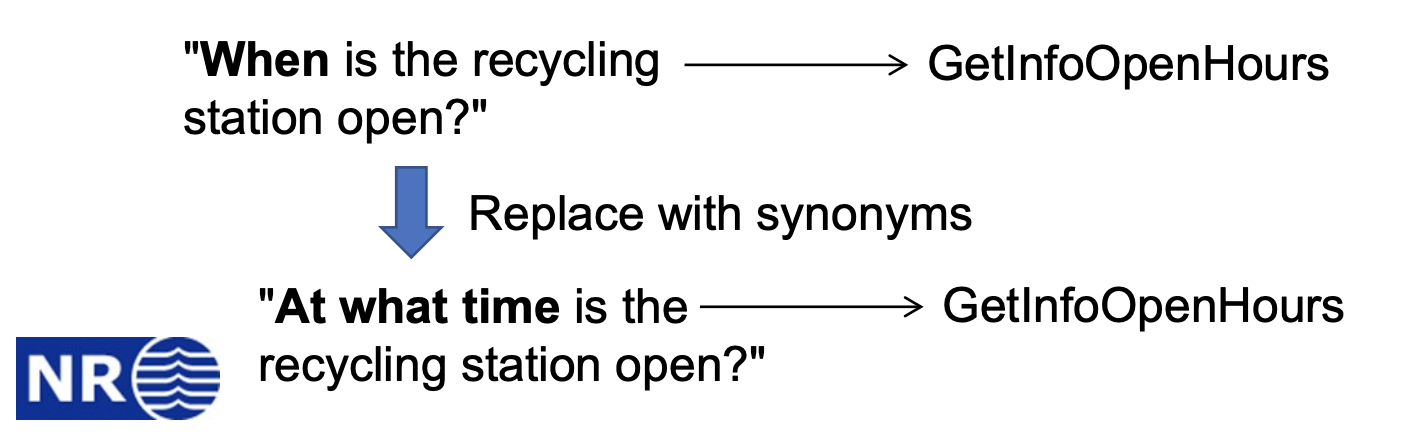 "When is the recycling
station open?"
GetInfoOpenHours
Replace with synonyms
"At what time is the
recycling station open?"
GetInfoOpenHours
NR